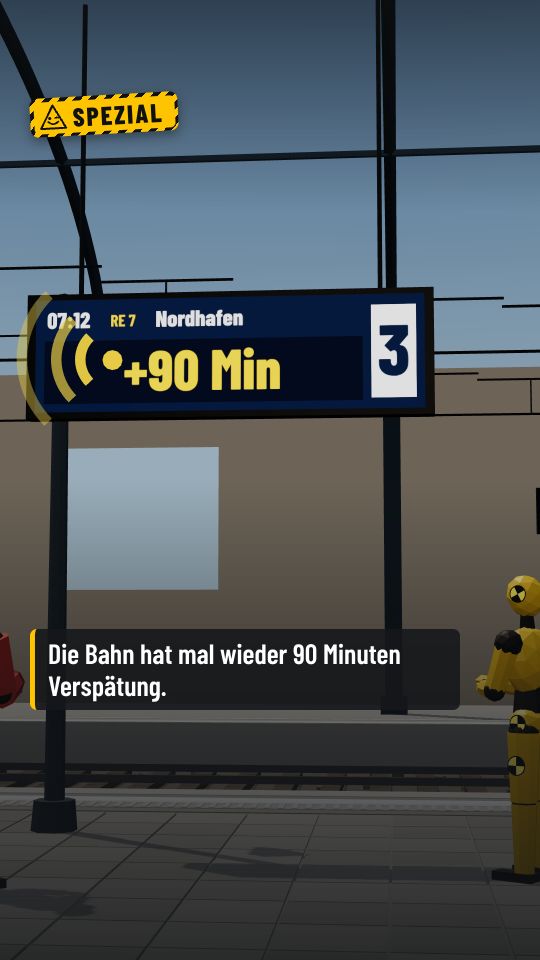 SPEZIAL
07:12 RE 7 Nordhafen
+90 Min
3
Die Bahn hat mal wieder 90 Minuten
Verspätung.